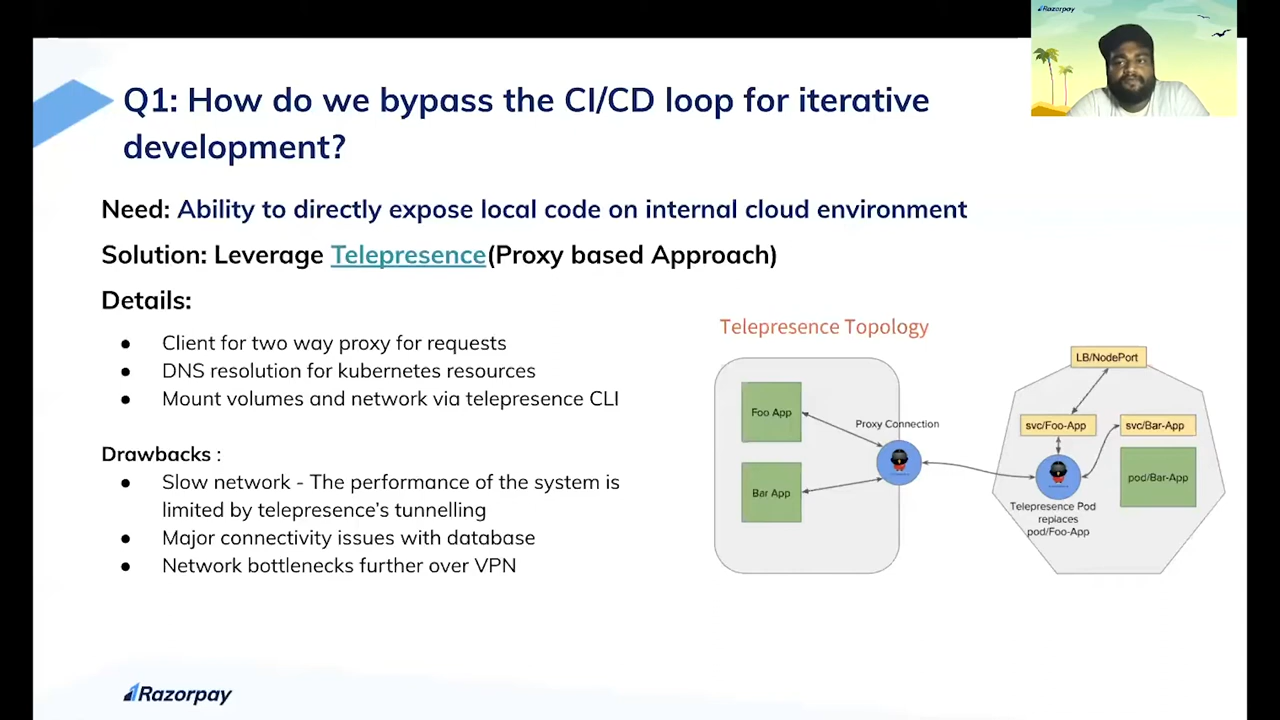 Razorpay
Q1: How do we bypass the CI/CD loop for iterative
development?
Need: Ability to directly expose local code on internal cloud environment
Solution: Leverage Telepresence(Proxy based Approach)
Details:
● Client for two way proxy for requests
● DNS resolution for kubernetes resources
● Mount volumes and network via telepresence CLI
Drawbacks :
● Slow network - The performance of the system is
limited by telepresence's tunnelling
● Major connectivity issues with database
● Network bottlenecks further over VPN
Telepresence Topology
Foo App
Bar App
Proxy Connection
LB/NodePort
svc/Foo-App
svc/Bar-App
pod/Bar-App
Telepresence Pod
replaces
pod/Foo-App
Razorpay